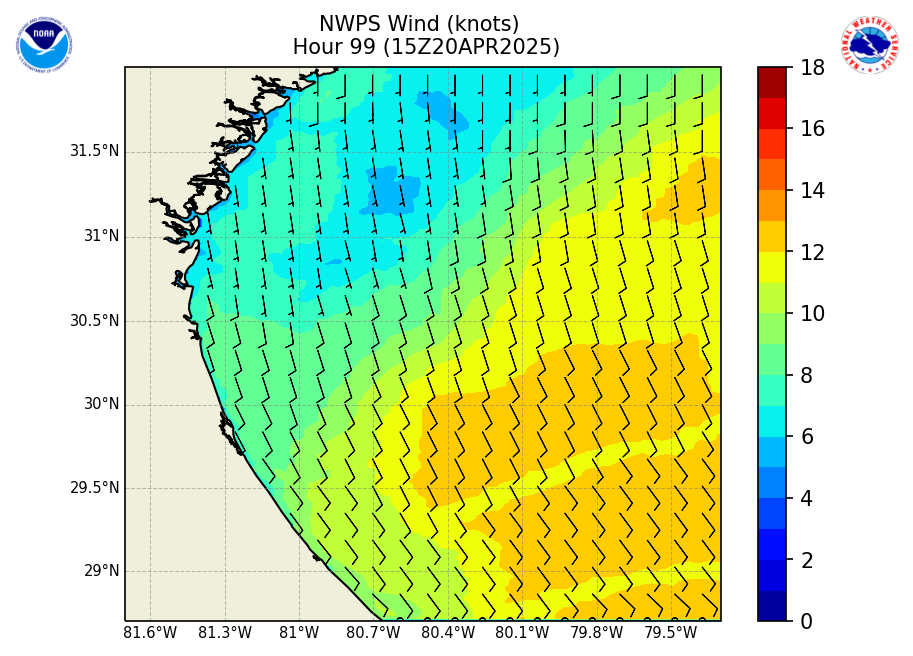 NWPS Wind (knots)
Hour 99 (15Z20APR2025)
NOAA
31.5°N
31°N
30.5°N
30°N
29.5°N
29°N
81.6°W 81.3°W 81°W 80.7°W 80.4°W 80.1°W 79.8°W 79.5°W
18
16
14
12
10
8
6
4
2
0
NATIONAL WEATHER SERVICE